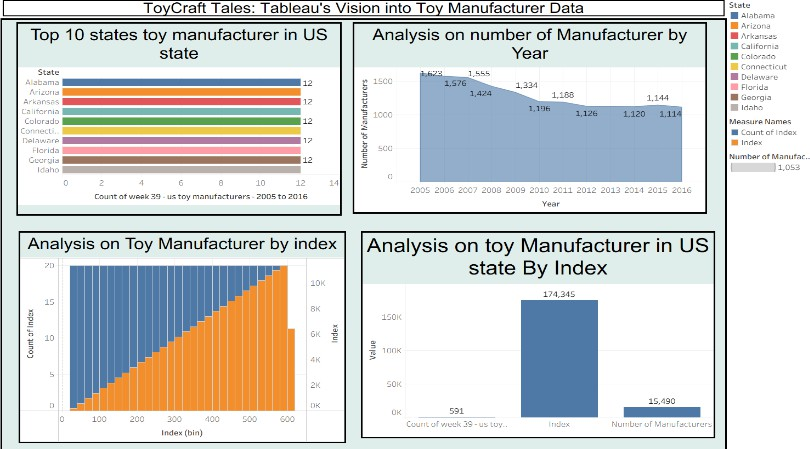 ToyCraft Tales: Tableau's Vision into Toy Manufacturer Data
Top 10 states toy manufacturer in US
state
State
Alabama
Arizona
Arkansas
California
Colorado
Connecti..
Delaware
Florida
Georgia
Idaho
12
12
12
12
12
0 2 4 6 8 10 12 14
Count of week 39 - us toy manufacturers - 2005 to 2016
Analysis on number of Manufacturer by
Year
Number of Manufacturers
1500
1000
500
0
1,623
1,576
1,555
1,424
1,334
1,196
1,188
1,126
1,120
1,144
1,114
2005 2006 2007 2008 2009 2010 2011 2012 2013 2014 2015 2016
Year
State
Alabama
Arizona
Arkansas
California
Colorado
Connecticut
Delaware
Florida
Georgia
Idaho
Measure Names
Count of Index
Index
Number of Manufac..
1,053
Analysis on Toy Manufacturer by index
Count of Index
20
15
10
5
0
10K
8K
6K
4K
2K
0K
Index
0 100 200 300 400 500 600
Index (bin)
Analysis on toy Manufacturer in US
state By Index
Value
150K
100K
50K
0K
591
174,345
15,490
Count of week 39 - us toy.. Index Number of Manufacturers